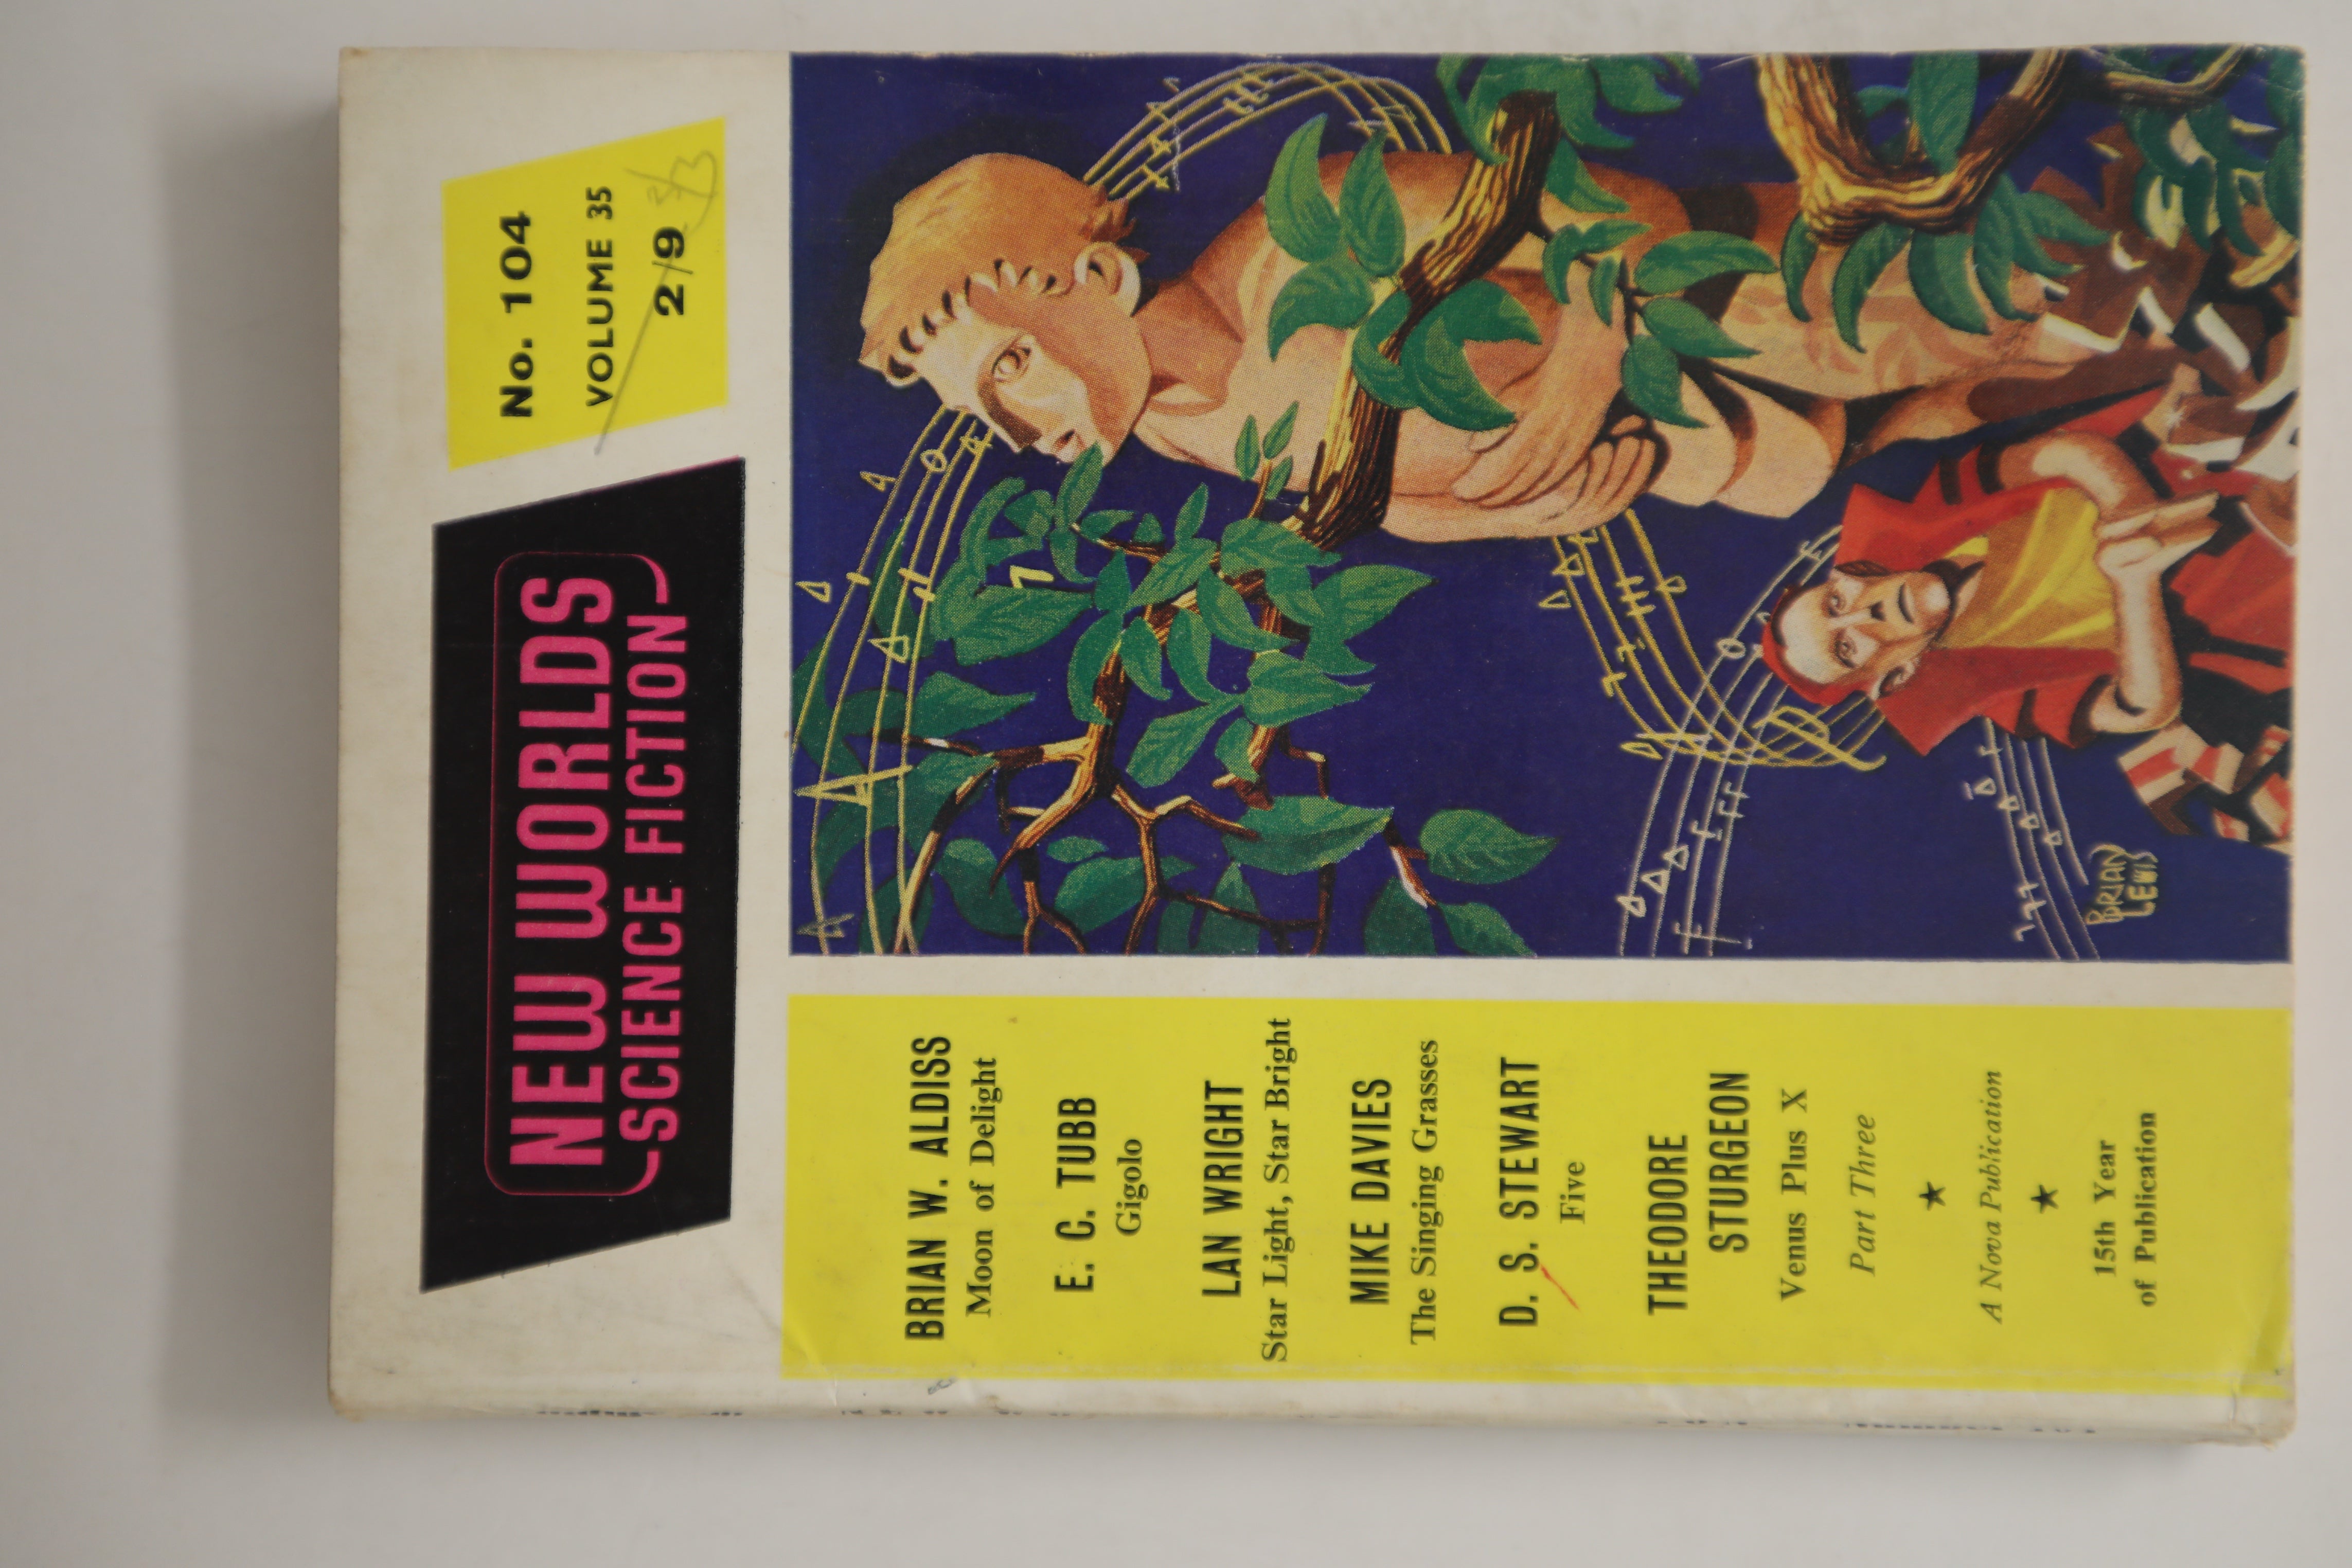 NEW WORLDS
SCIENCE FICTION
No. 104
VOLUME 35
2/9
BRIAN W. ALDISS
Moon of Delight
E. C. TUBB
Gigolo
LAN WRIGHT
Star Light, Star Bright
MIKE DAVIES
The Singing Grasses
D. S. STEWART
Five
THEODORE
STURGEON
Venus Plus X
Part Three
★
A Nova Publication
★
15th Year
of Publication
BRIAN
LEWIS